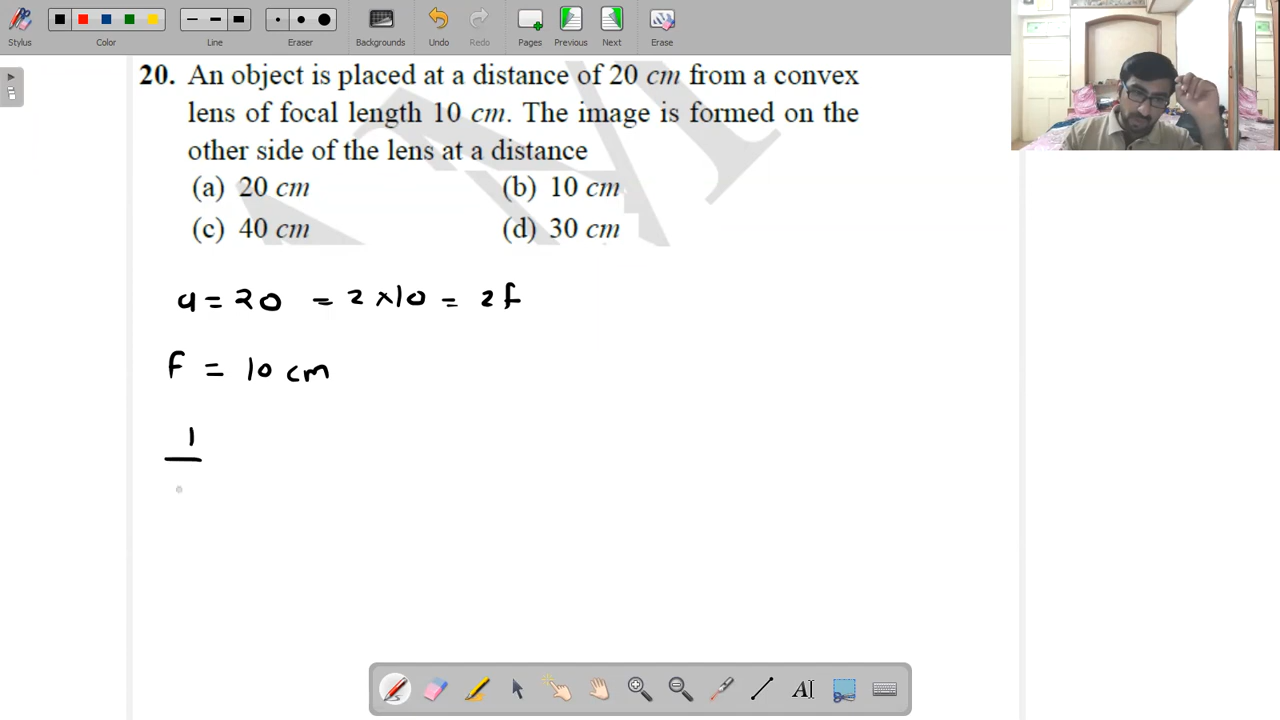 Stylus
Color
Line
Eraser
Backgrounds
Undo
Redo
Pages
Previous
Next
Erase
20. An object is placed at a distance of 20 cm from a convex
lens of focal length 10 cm. The image is formed on the
other side of the lens at a distance
(a) 20 cm (b) 10 cm
(c) 40 cm (d) 30 cm
u = 20 = 2 × 10 = 2f
f = 10 cm
1
AI